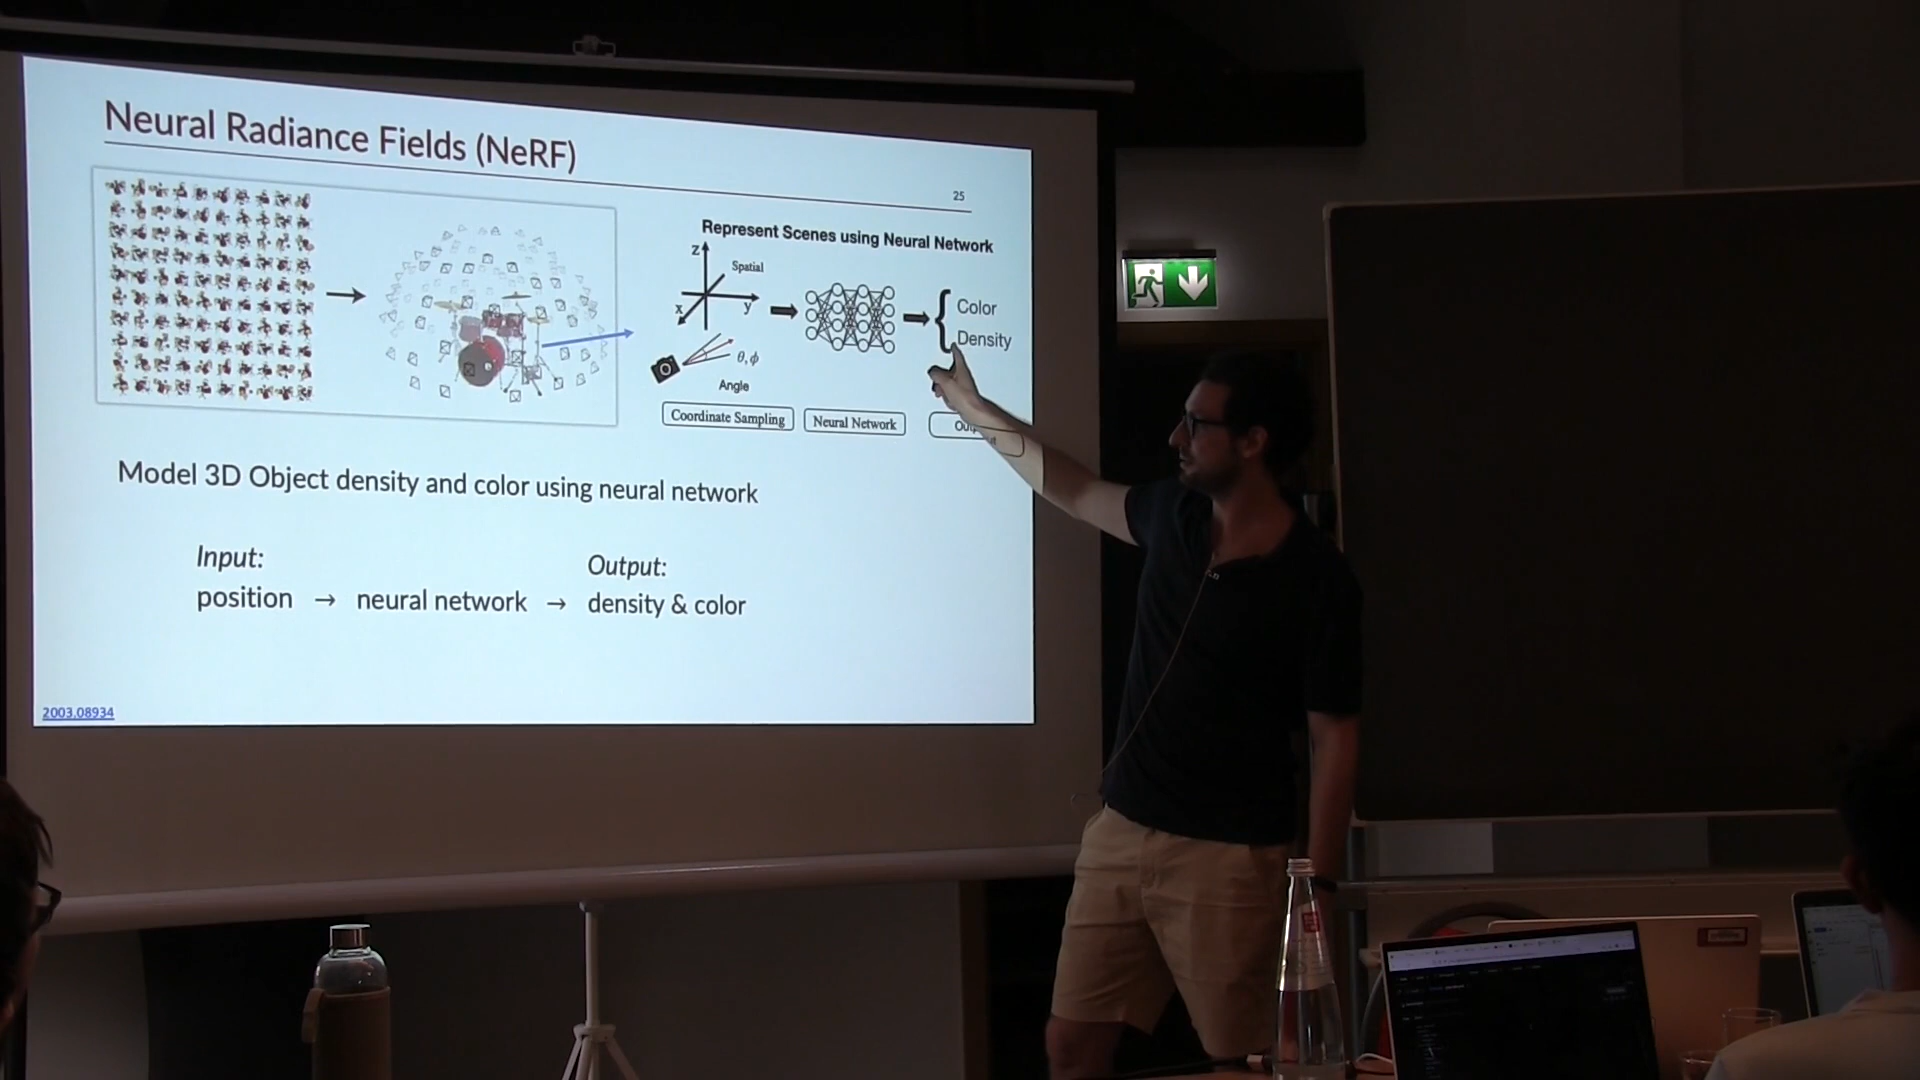 Neural Radiance Fields (NeRF)
25
Represent Scenes using Neural Network
z
Spatial
x
y
θ, ϕ
Angle
Color
Density
Coordinate Sampling
Neural Network
Model 3D Object density and color using neural network
Input:
Output:
position → neural network → density & color
2003.08934